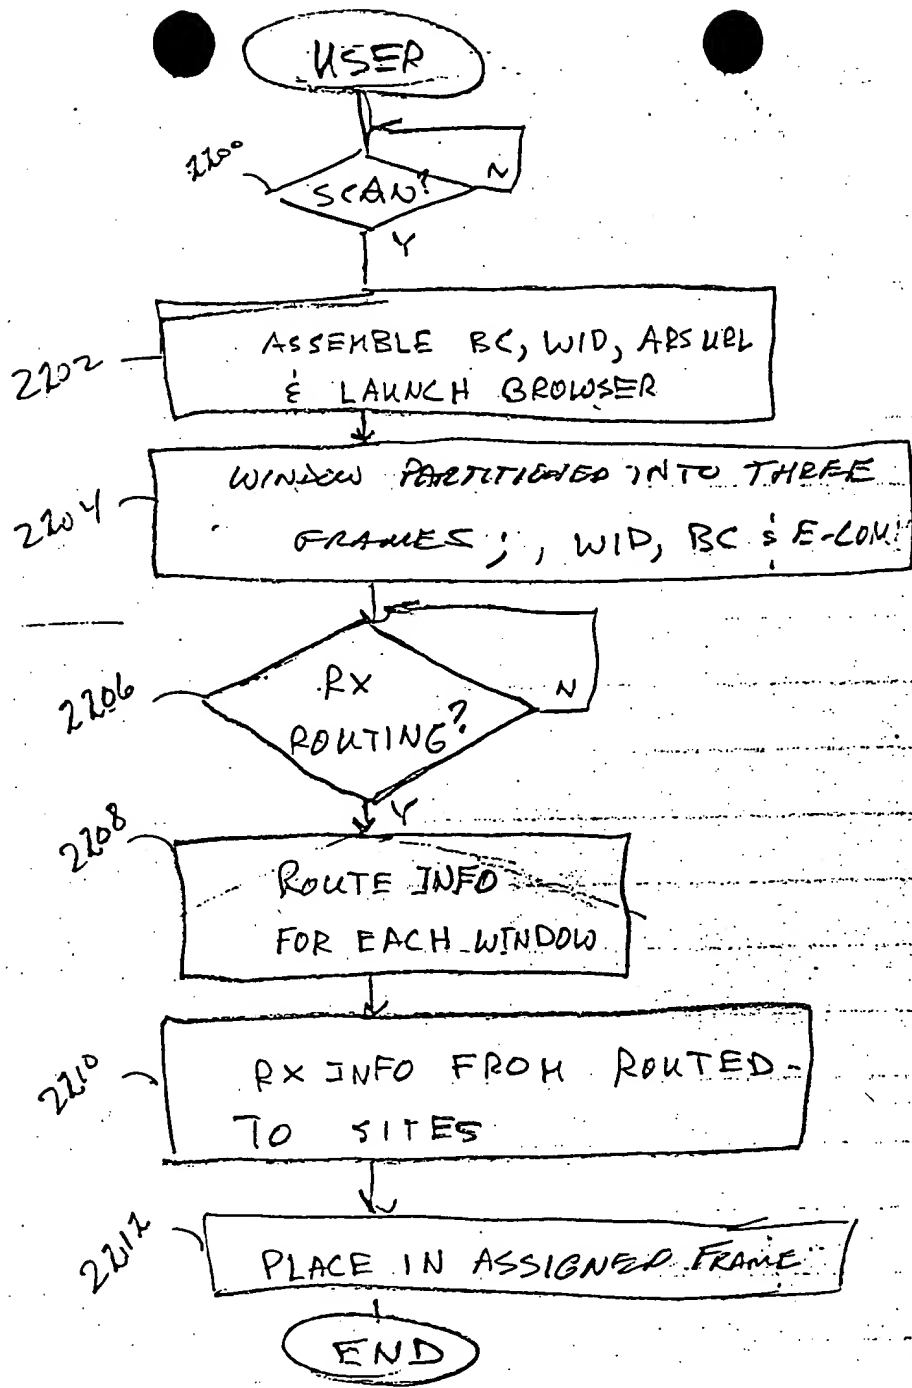 USER
2200
SCAN?
N
Y
2202
ASSEMBLE BC, WID, ARS URL
& LAUNCH BROWSER
2204
WINDOW PARTITIONED INTO THREE
FRAMES;, WID, BC & E-COM
2206
RX
ROUTING?
N
Y
2208
ROUTE INFO
FOR EACH WINDOW
2210
RX INFO FROM ROUTED-
TO SITES
2212
PLACE IN ASSIGNED FRAME
END